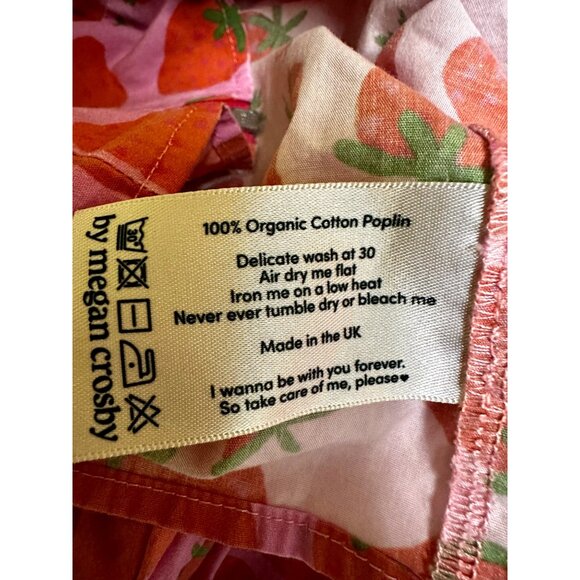 100% Organic Cotton Poplin
Delicate wash at 30
Air dry me flat
Iron me on a low heat
Never ever tumble dry or bleach me
Made in the UK
I wanna be with you forever.
So take care of me, please♥
by megan crosby
30°